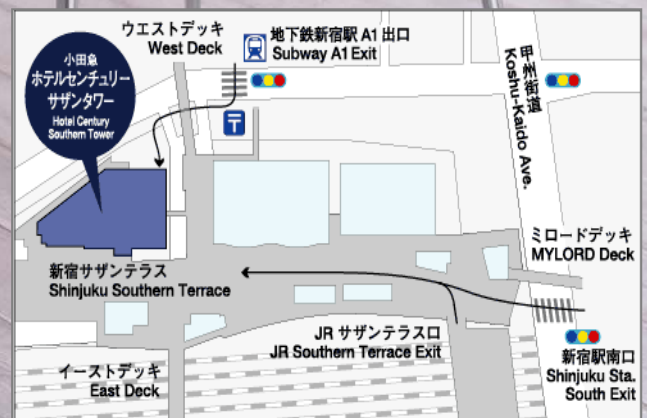 ウエストデッキ
West Deck
地下鉄新宿駅 A1 出口
Subway A1 Exit
小田急
ホテルセンチュリー
サザンタワー
Hotel Century
Southern Tower
〒
甲州街道
Koshu-Kaido Ave.
ミロードデッキ
MYLORD Deck
新宿サザンテラス
Shinjuku Southern Terrace
JR サザンテラス口
JR Southern Terrace Exit
イーストデッキ
East Deck
新宿駅南口
Shinjuku Sta.
South Exit